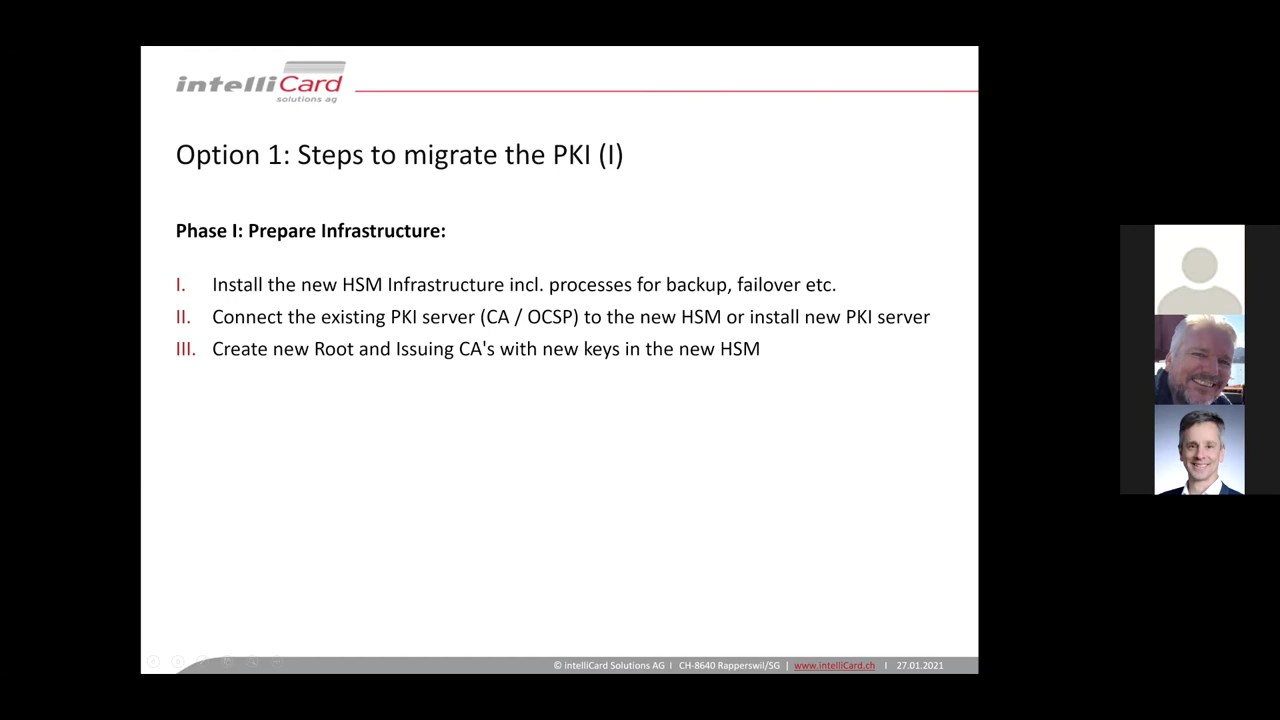 intelliCard
solutions ag
Option 1: Steps to migrate the PKI (I)
Phase I: Prepare Infrastructure:
I. Install the new HSM Infrastructure incl. processes for backup, failover etc.
II. Connect the existing PKI server (CA / OCSP) to the new HSM or install new PKI server
III. Create new Root and Issuing CA's with new keys in the new HSM
© intelliCard Solutions AG I CH-8640 Rapperswil/SG | www.intelliCard.ch I 27.01.2021